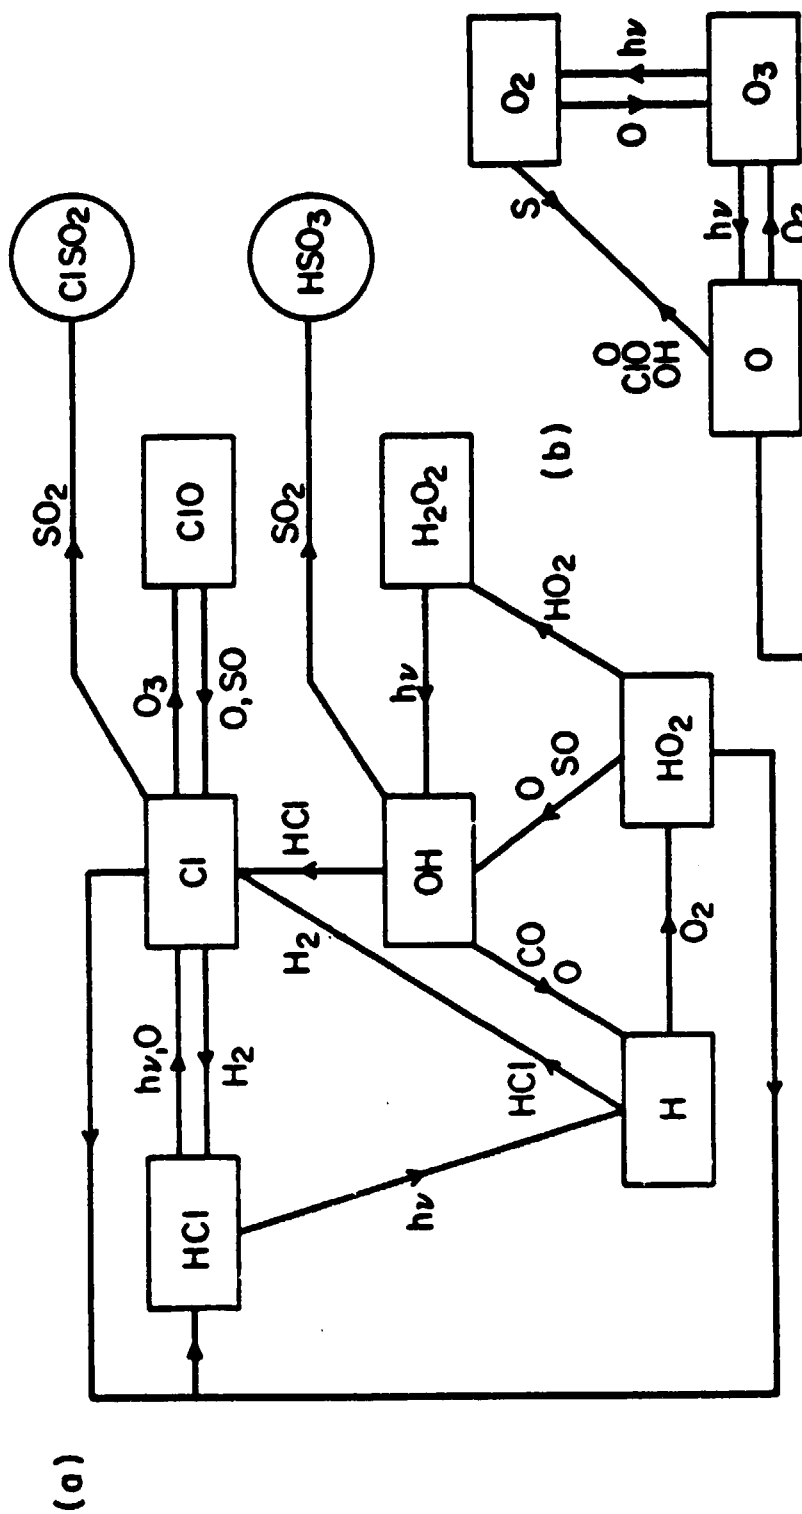 (a)
HCl
hν,O
H2
Cl
O3
O,SO
ClO
SO2
ClSO2
HCl
H2
OH
SO2
HSO3
hν
H2O2
hν
HCl
CO
O
O
SO
HO2
H
O2
HO2
(b)
O
ClO
OH
S
O2
O
hν
O
hν
O2
O3